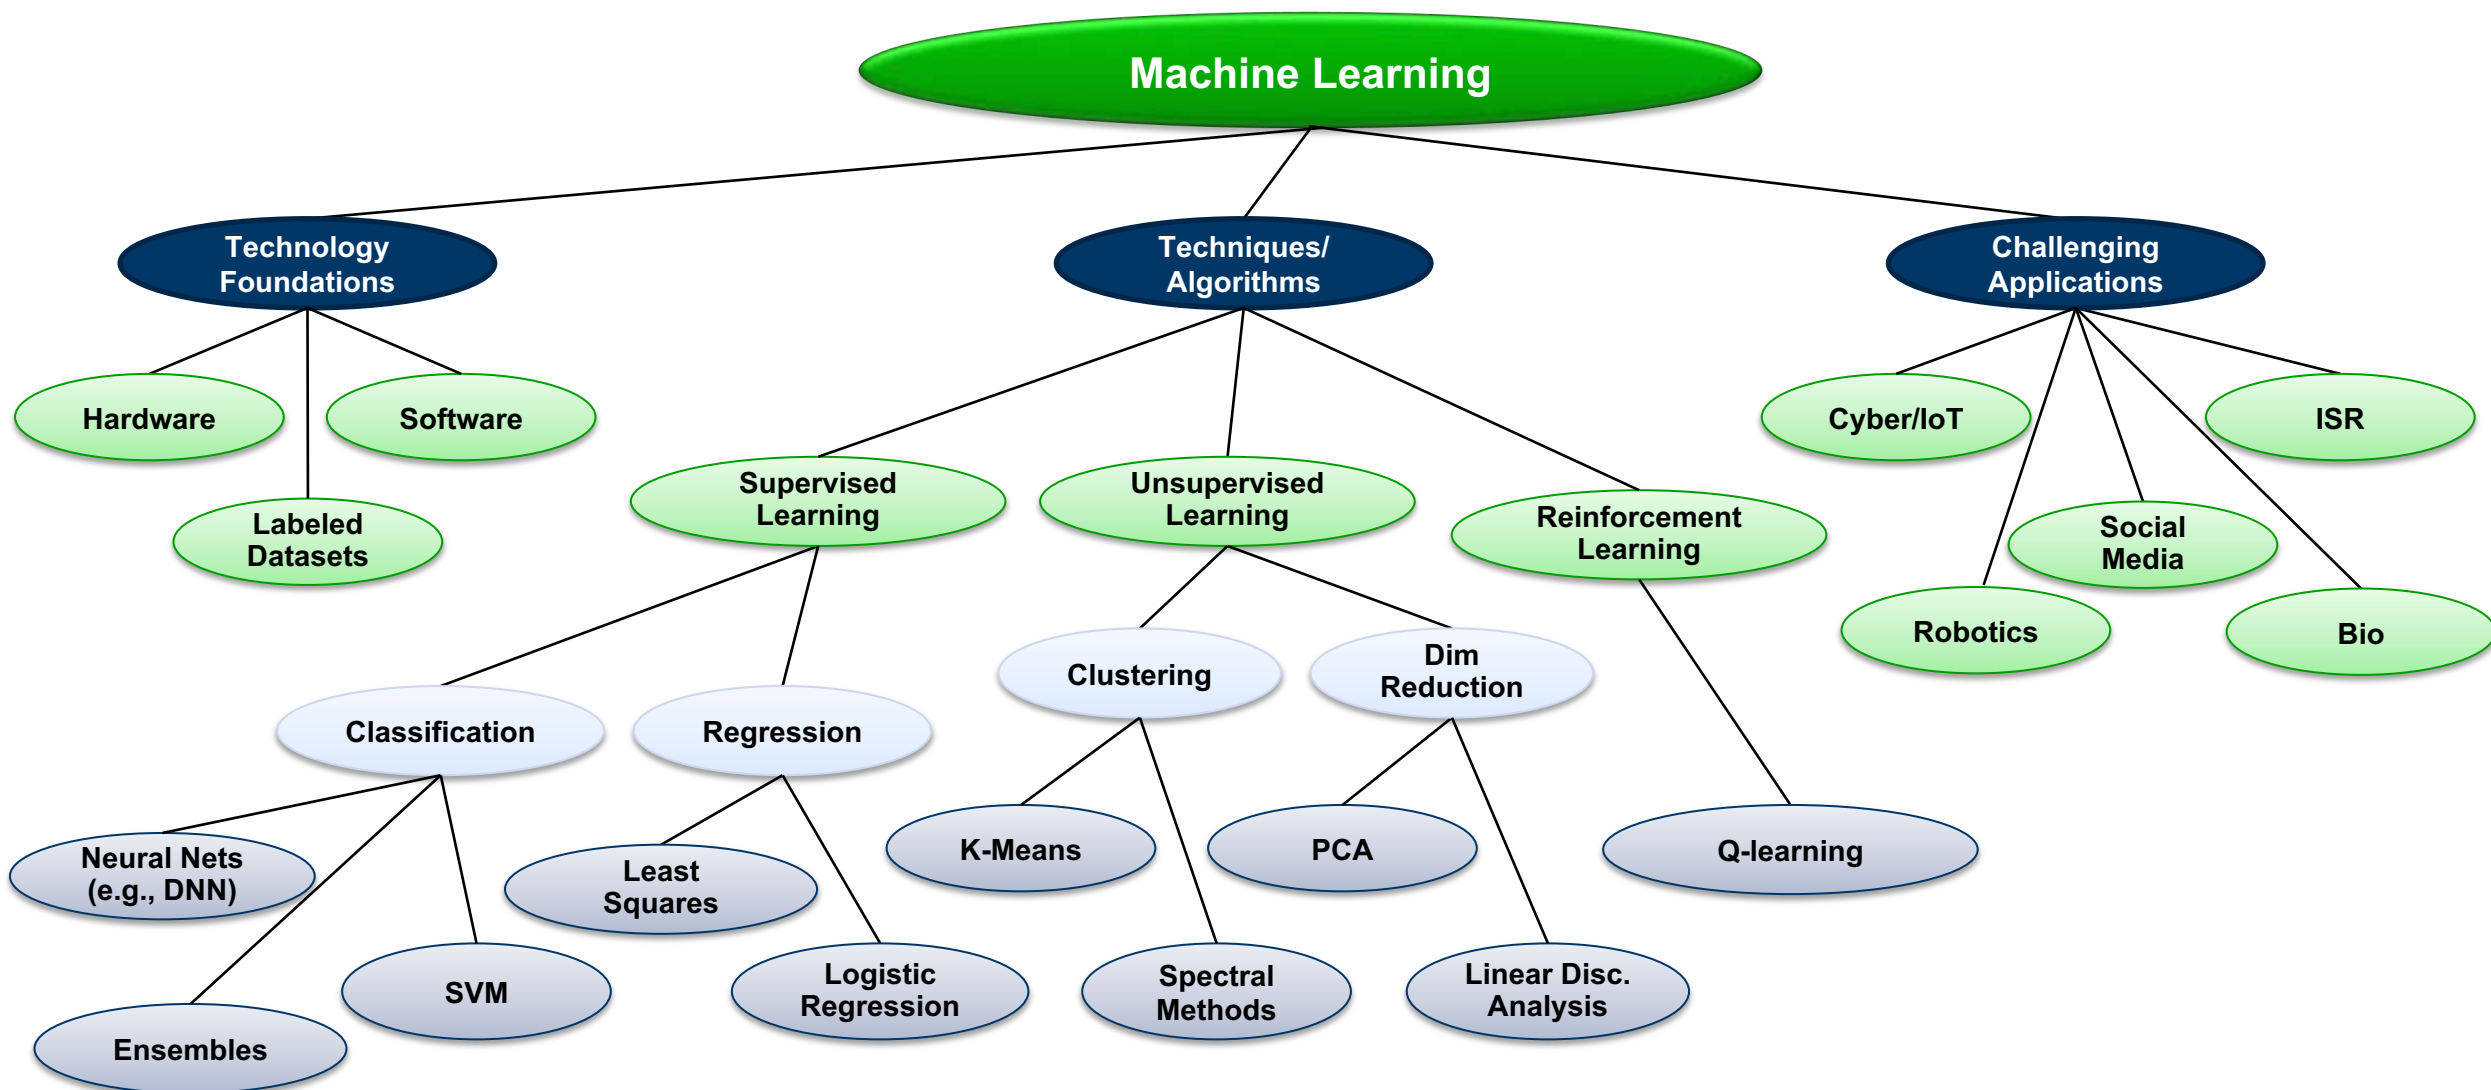 Machine Learning
Technology
Foundations
Techniques/
Algorithms
Challenging
Applications
Hardware
Software
Labeled
Datasets
Supervised
Learning
Unsupervised
Learning
Reinforcement
Learning
Cyber/IoT
ISR
Social
Media
Robotics
Bio
Classification
Regression
Clustering
Dim
Reduction
Neural Nets
(e.g., DNN)
Least
Squares
K-Means
PCA
Q-learning
Ensembles
SVM
Logistic
Regression
Spectral
Methods
Linear Disc.
Analysis